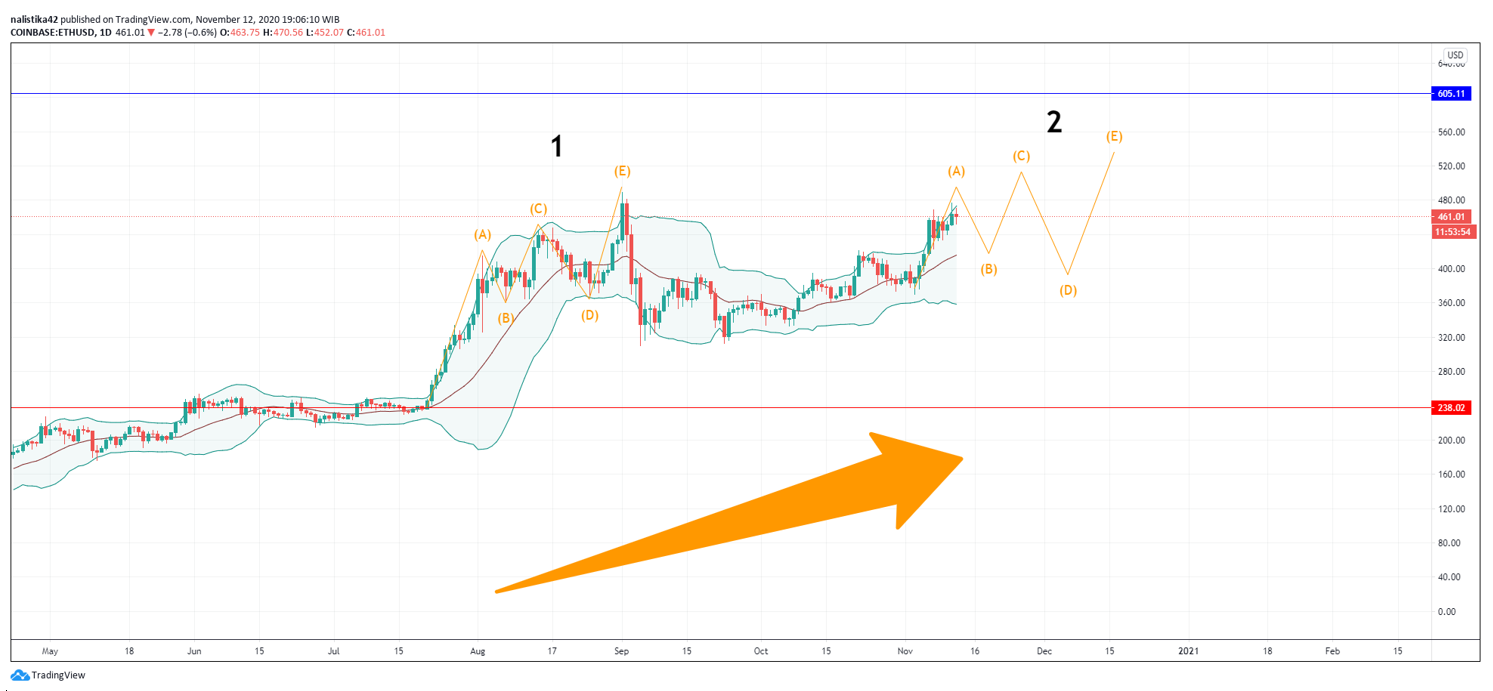 nalistika42 published on TradingView.com, November 12, 2020 19:06:10 WIB
COINBASE:ETHUSD, 1D 461.01 ▼ −2.78 (−0.6%) O:463.75 H:470.56 L:452.07 C:461.01
USD
640.00
605.11
560.00
520.00
480.00
461.01
11:53:54
400.00
360.00
320.00
280.00
238.02
200.00
160.00
120.00
80.00
40.00
0.00
1
2
(A)
(B)
(C)
(D)
(E)
(A)
(B)
(C)
(D)
(E)
May 18 Jun 15 Jul 15 Aug 17 Sep 15 Oct 15 Nov 16 Dec 15 2021 18 Feb 15
TradingView